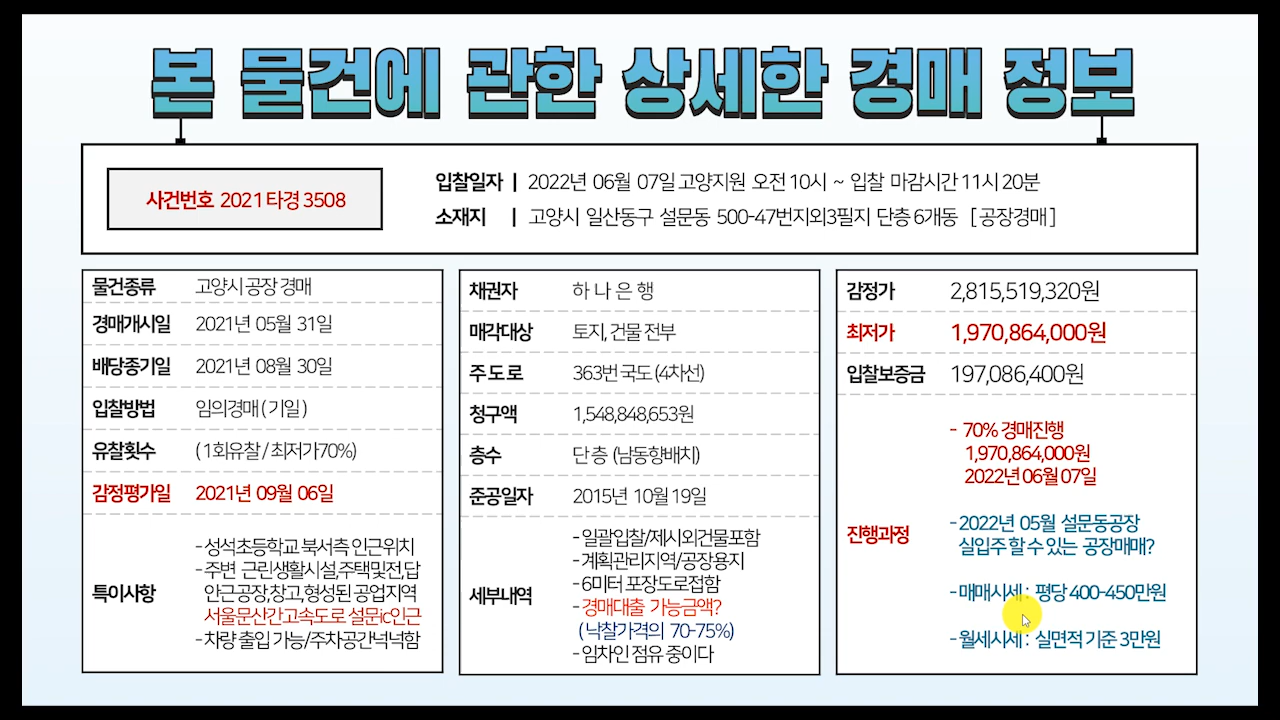 본 물건에 관한 상세한 경매 정보
사건번호 2021타경3508
입찰일자 | 2022년 06월 07일 고양지원 오전10시 ~ 입찰 마감시간 11시 20분
소재지 | 고양시 일산동구 설문동 500-47번지외3필지 단층 6개동 [공장경매]
물건종류 고양시 공장 경매
경매개시일 2021년 05월 31일
배당종기일 2021년 08월 30일
입찰방법 임의경매 ( 기일 )
유찰횟수 ( 1회유찰 / 최저가70%)
감정평가일 2021년 09월 06일
특이사항
- 성석초등학교 북서측 인근위치
- 주변 근린생활시설,주택및전,답
안근공장,창고,형성된 공업지역
서울문산간고속도로 설문ic인근
- 차량 출입 가능/주차공간넉넉함
채권자 하 나 은 행
매각대상 토지, 건물 전부
주 도 로 363번 국도 (4차선)
청구액 1,548,848,653원
층수 단 층 (남동향배치)
준공일자 2015년 10월 19일
세부내역
- 일괄입찰/제시외건물포함
- 계획관리지역/공장용지
- 6미터 포장도로접함
- 경매대출 가능금액?
(낙찰가격의 70-75%)
- 임차인 점유 중이다
감정가 2,815,519,320원
최저가 1,970,864,000원
입찰보증금 197,086,400원
진행과정
- 70% 경매진행
1,970,864,000원
2022년 06월 07일
- 2022년 05월 설문동공장
실입주 할 수 있는 공장매매?
- 매매시세 : 평당 400-450만원
- 월세시세 : 실면적 기준 3만원